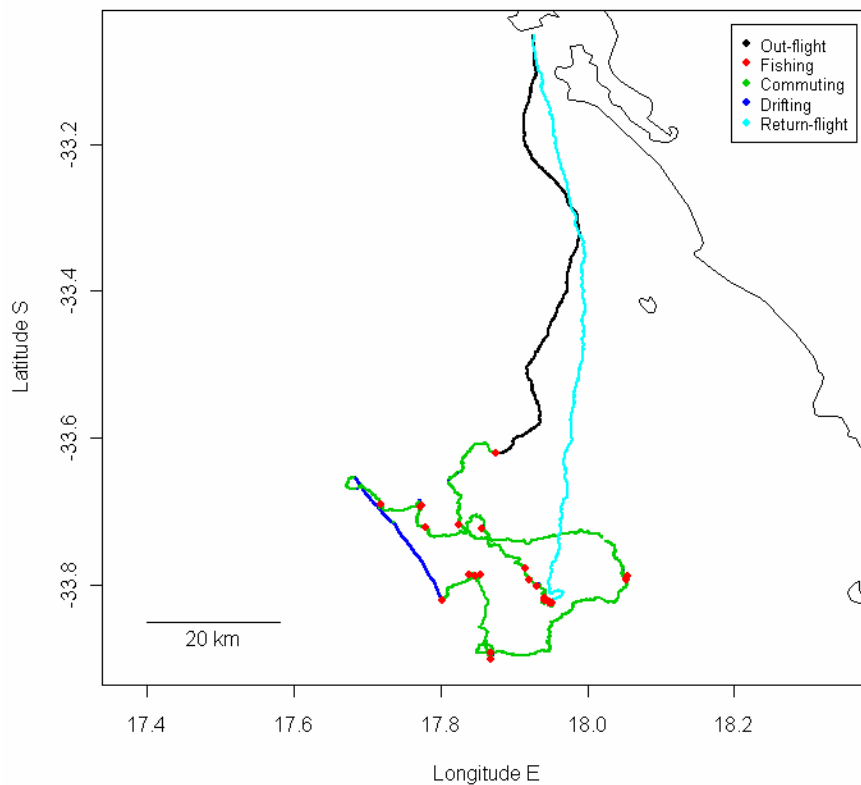 Out-flight
Fishing
Commuting
Drifting
Return-flight
-33.2
-33.4
-33.6
-33.8
Latitude S
20 km
17.4 17.6 17.8 18.0 18.2
Longitude E